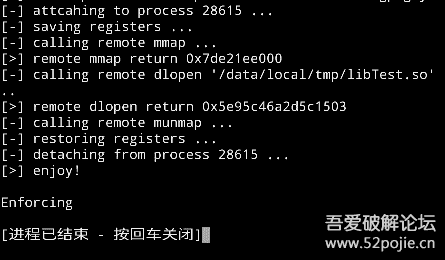 [-] attcahing to process 28615 ...
[-] saving registers ...
[-] calling remote mmap ...
[>] remote mmap return 0x7de21ee000
[-] calling remote dlopen '/data/local/tmp/libTest.so'
..
[>] remote dlopen return 0x5e95c46a2d5c1503
[-] calling remote munmap ...
[-] restoring registers ...
[-] detaching from process 28615 ...
[>] enjoy!
Enforcing
[进程已结束 - 按回车关闭]
吾爱破解论坛
www.52pojie.cn